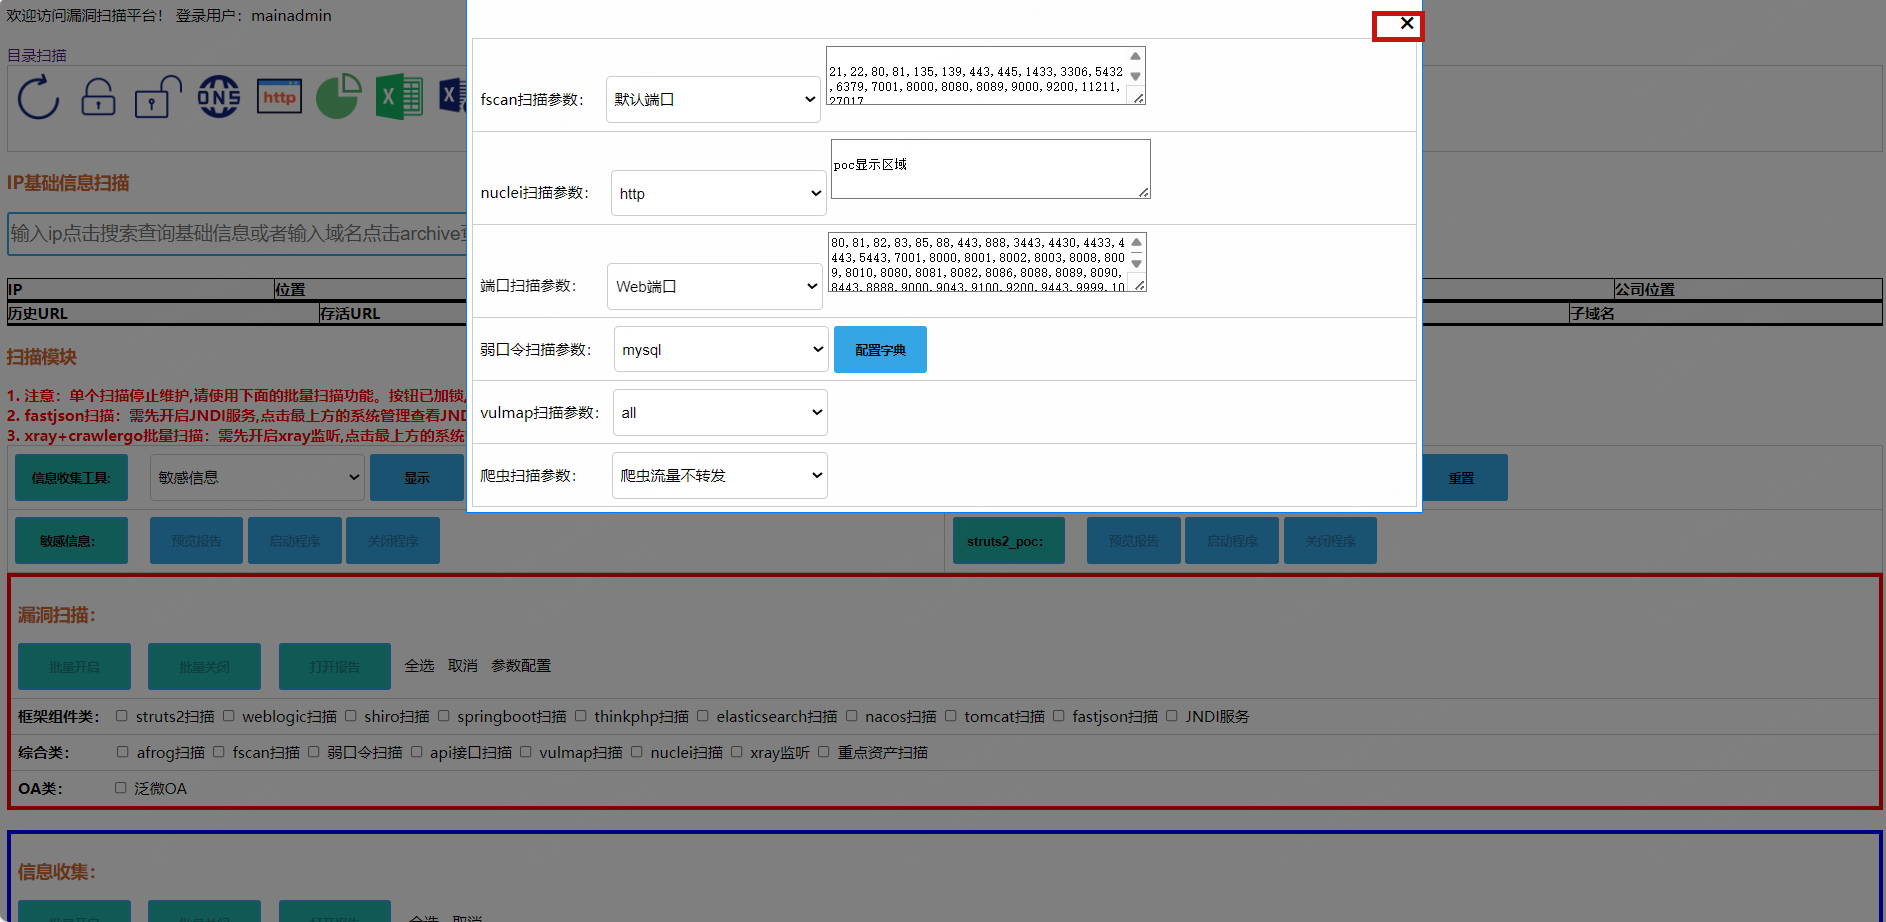 欢迎访问漏洞扫描平台！ 登录用户：mainadmin
目录扫描
DNS
http
IP基础信息扫描
输入ip点击搜索查询基础信息或者输入域名点击archive
IP 位置 公司位置
历史URL 存活URL 子域名
扫描模块
1. 注意：单个扫描停止维护,请使用下面的批量扫描功能。按钮已加锁,
2. fastjson扫描：需先开启JNDI服务,点击最上方的系统管理查看JND
3. xray+crawlergo批量扫描：需先开启xray监听,点击最上方的系统
信息收集工具: 敏感信息 显示 重置
敏感信息: 预览报告 启动程序 关闭程序 struts2_poc: 预览报告 启动程序 关闭程序
×
fscan扫描参数： 默认端口
21,22,80,81,135,139,443,445,1433,3306,5432
,6379,7001,8000,8080,8089,9000,9200,11211,
27017
nuclei扫描参数： http poc显示区域
端口扫描参数： Web端口
80,81,82,83,85,88,443,888,3443,4430,4433,4
443,5443,7001,8000,8001,8002,8003,8008,800
9,8010,8080,8081,8082,8086,8088,8089,8090,
8443,8888,9000,9043,9100,9200,9443,9999,10
弱口令扫描参数： mysql 配置字典
vulmap扫描参数： all
爬虫扫描参数： 爬虫流量不转发
漏洞扫描：
批量开启 批量关闭 打开报告 全选 取消 参数配置
框架组件类： struts2扫描 weblogic扫描 shiro扫描 springboot扫描 thinkphp扫描 elasticsearch扫描 nacos扫描 tomcat扫描 fastjson扫描 JNDI服务
综合类： afrog扫描 fscan扫描 弱口令扫描 api接口扫描 vulmap扫描 nuclei扫描 xray监听 重点资产扫描
OA类： 泛微OA
信息收集：
批量开启 批量关闭 打开报告 全选 取消